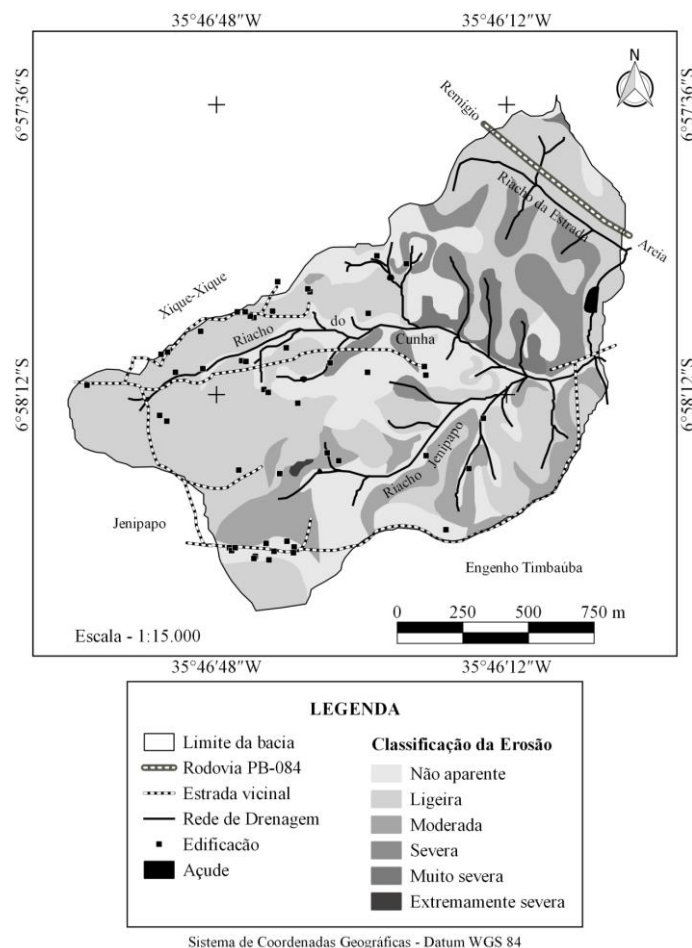 35°46′48″W 35°46′12″W
6°57′36″S
6°57′36″S
N
Remígio
Riacho da Estrada
Areia
Xique-Xique
Riacho do Cunha
6°58′12″S
6°58′12″S
Riacho Jenipapo
Jenipapo
Engenho Timbaúba
0 250 500 750 m
Escala - 1:15.000
35°46′48″W 35°46′12″W
LEGENDA
Limite da bacia
Rodovia PB-084
Estrada vicinal
Rede de Drenagem
Edificacão
Açude
Classificação da Erosão
Não aparente
Ligeira
Moderada
Severa
Muito severa
Extremamente severa
Sistema de Coordenadas Geográficas - Datum WGS 84